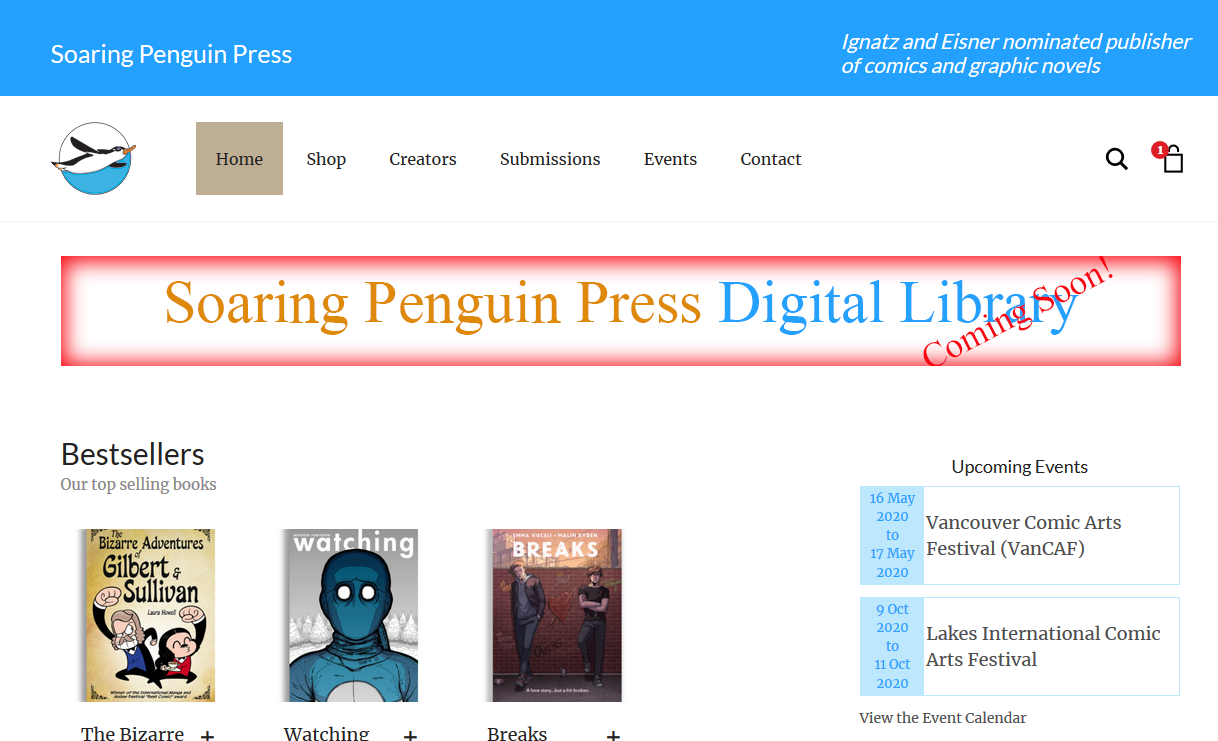 Soaring Penguin Press
Ignatz and Eisner nominated publisher
of comics and graphic novels
Home
Shop
Creators
Submissions
Events
Contact
1
Soaring Penguin Press Digital Library
Coming Soon!
Bestsellers
Our top selling books
The
Bizarre Adventures
of
Gilbert &
Sullivan
Laura Howell
Winner of the International Manga and
Anime Festival "Best Comic" award
The Bizarre +
watching
Watching +
EMMA VIECELI • MALIN RYDEN
BREAKS
A love story...but a bit broken.
Breaks +
Upcoming Events
16 May
2020
to
17 May
2020
Vancouver Comic Arts
Festival (VanCAF)
9 Oct
2020
to
11 Oct
2020
Lakes International Comic
Arts Festival
View the Event Calendar